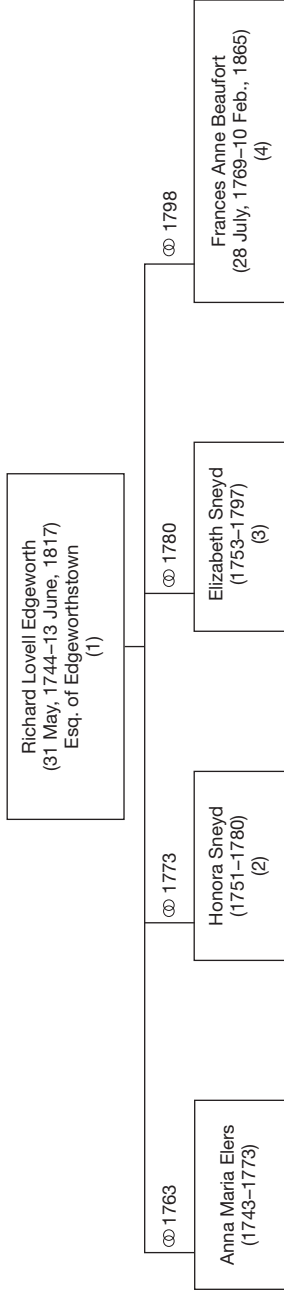 Richard Lovell Edgeworth
(31 May, 1744–13 June, 1817)
Esq. of Edgeworthstown
(1)
⚭ 1763
⚭ 1773
⚭ 1780
⚭ 1798
Anna Maria Elers
(1743–1773)
Honora Sneyd
(1751–1780)
(2)
Elizabeth Sneyd
(1753–1797)
(3)
Frances Anne Beaufort
(28 July, 1769–10 Feb., 1865)
(4)